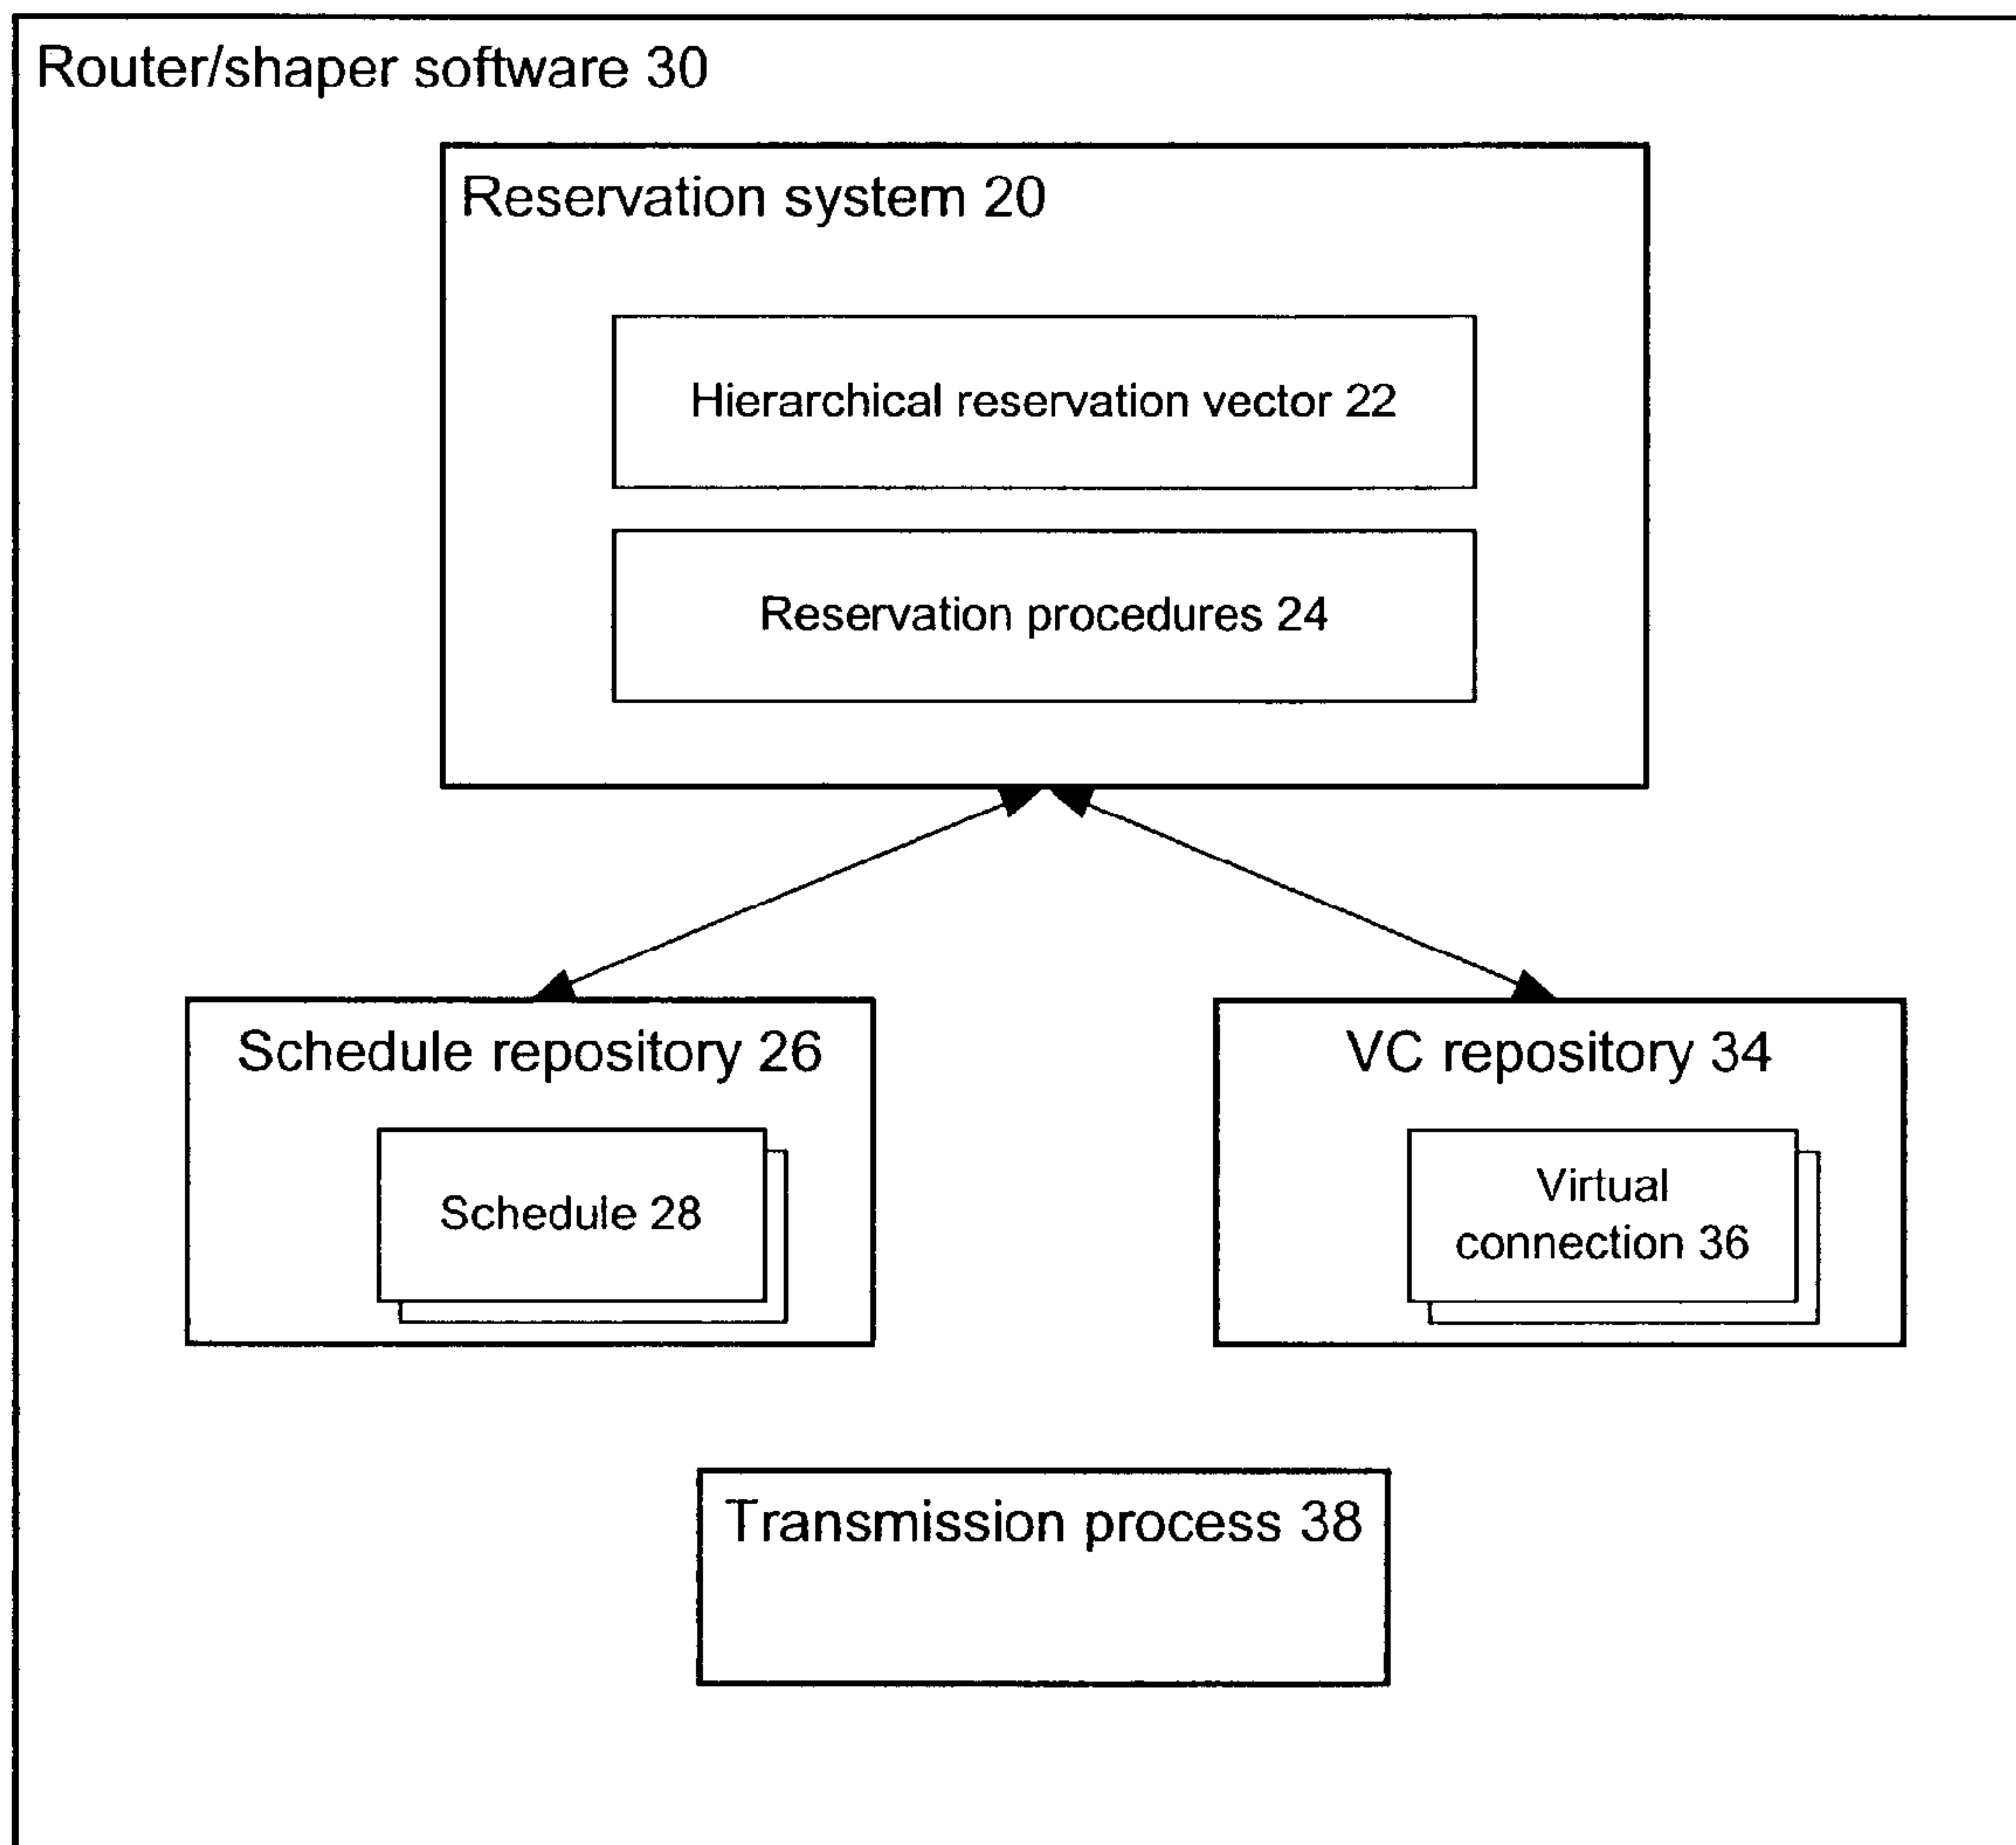 Router/shaper software 30
Reservation system 20
Hierarchical reservation vector 22
Reservation procedures 24
Schedule repository 26
VC repository 34
Schedule 28
Virtual
connection 36
Transmission process 38